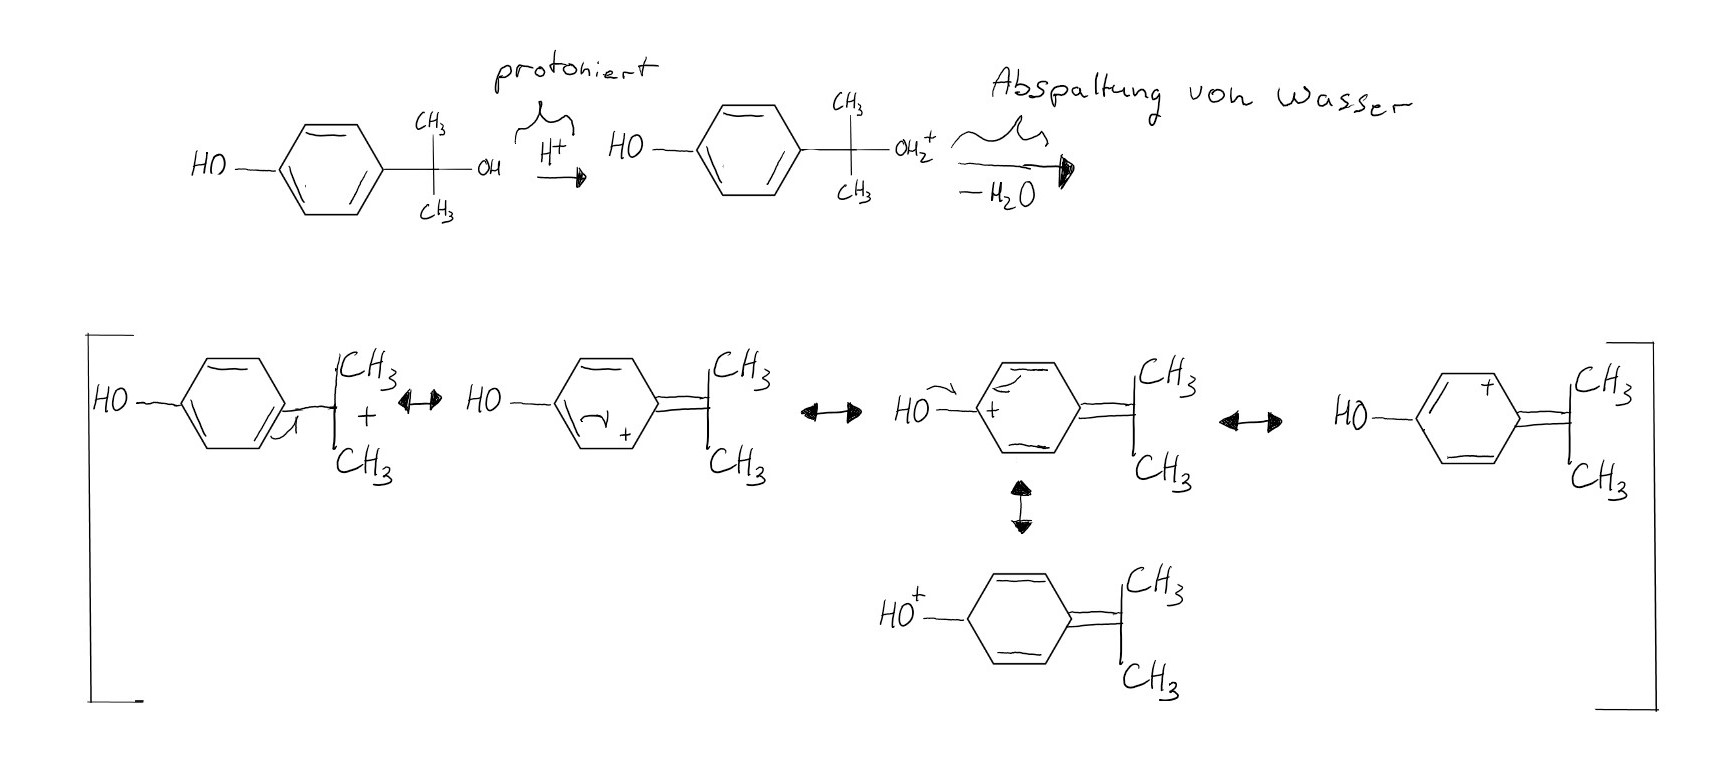 protoniert
Abspaltung von Wasser
CH₃ CH₃
HO OH H⁺ HO OH₂⁺
CH₃ CH₃ −H₂O
CH₃ CH₃ CH₃ CH₃
HO + HO + HO + HO +
CH₃ CH₃ CH₃ CH₃
CH₃
HO⁺
CH₃